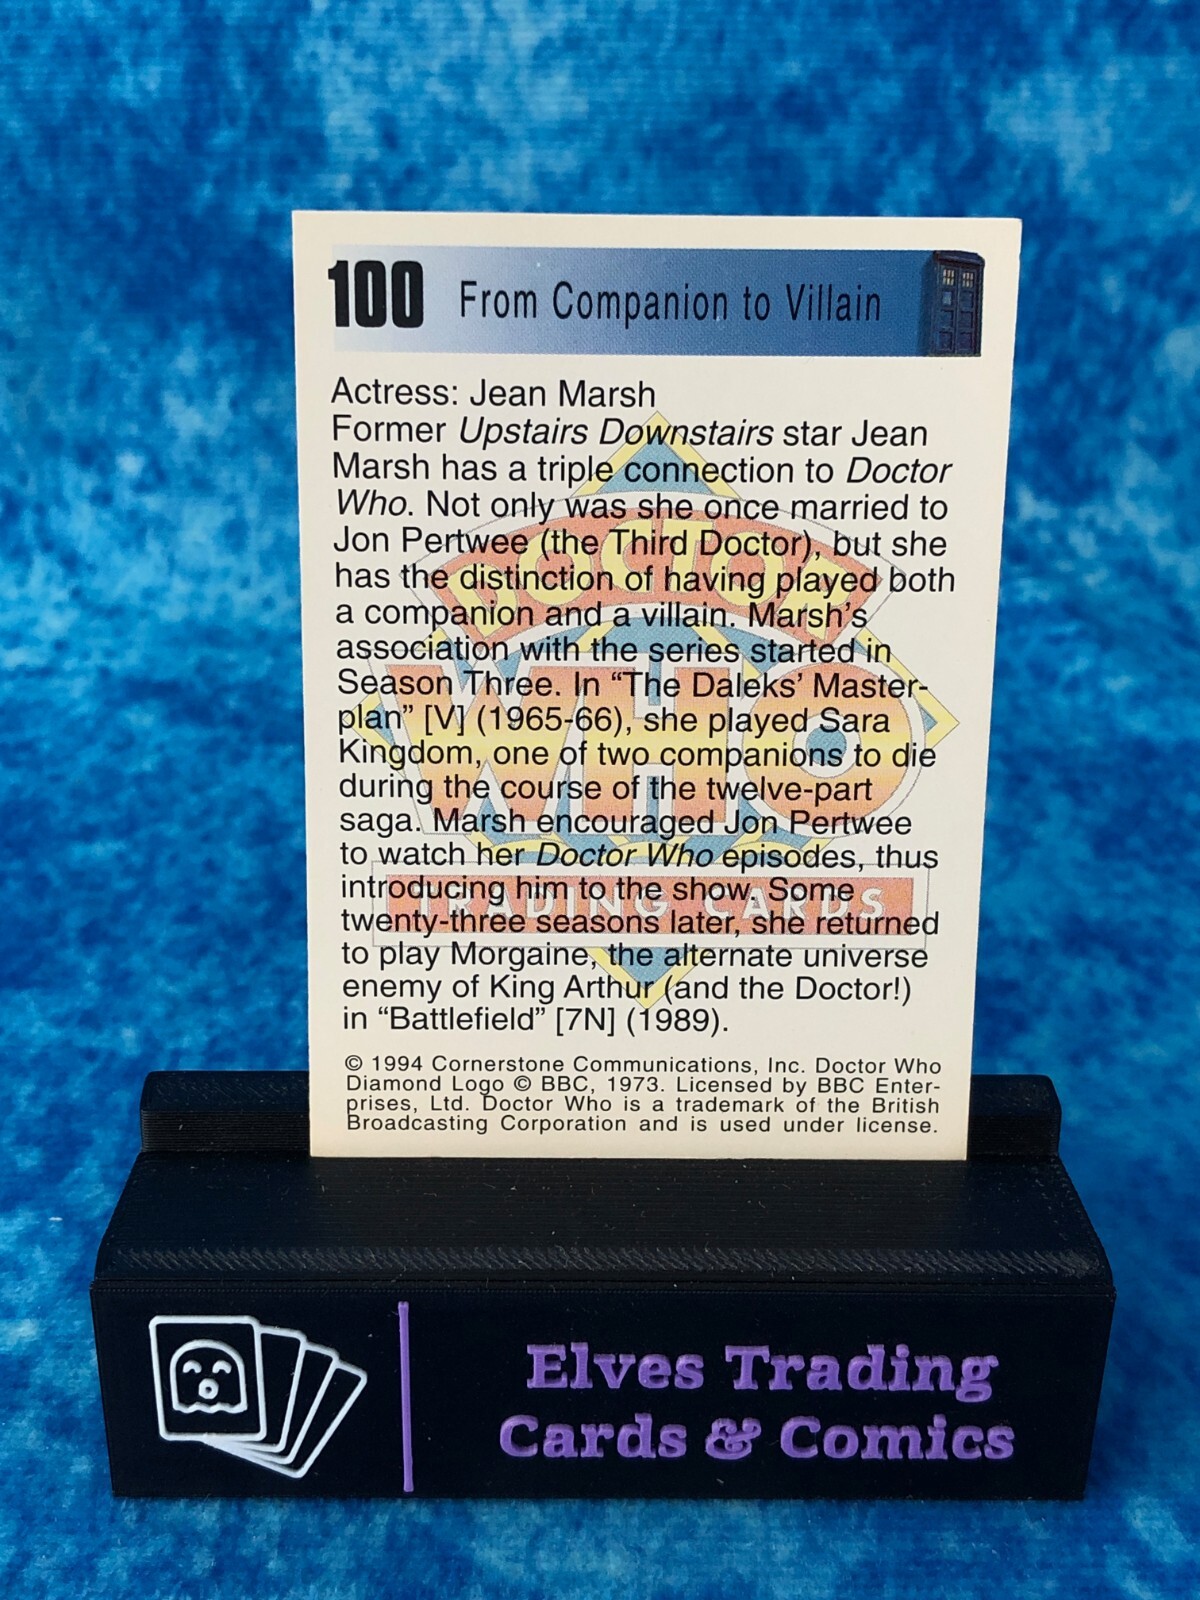 100 From Companion to Villain
Actress: Jean Marsh
Former Upstairs Downstairs star Jean
Marsh has a triple connection to Doctor
Who. Not only was she once married to
Jon Pertwee (the Third Doctor), but she
has the distinction of having played both
a companion and a villain. Marsh's
association with the series started in
Season Three. In “The Daleks' Master-
plan” [V] (1965-66), she played Sara
Kingdom, one of two companions to die
during the course of the twelve-part
saga. Marsh encouraged Jon Pertwee
to watch her Doctor Who episodes, thus
introducing him to the show. Some
twenty-three seasons later, she returned
to play Morgaine, the alternate universe
enemy of King Arthur (and the Doctor!)
in “Battlefield” [7N] (1989).
DOCTOR
WHO
TRADING CARDS
© 1994 Cornerstone Communications, Inc. Doctor Who
Diamond Logo © BBC, 1973. Licensed by BBC Enter-
prises, Ltd. Doctor Who is a trademark of the British
Broadcasting Corporation and is used under license.
Elves Trading
Cards & Comics